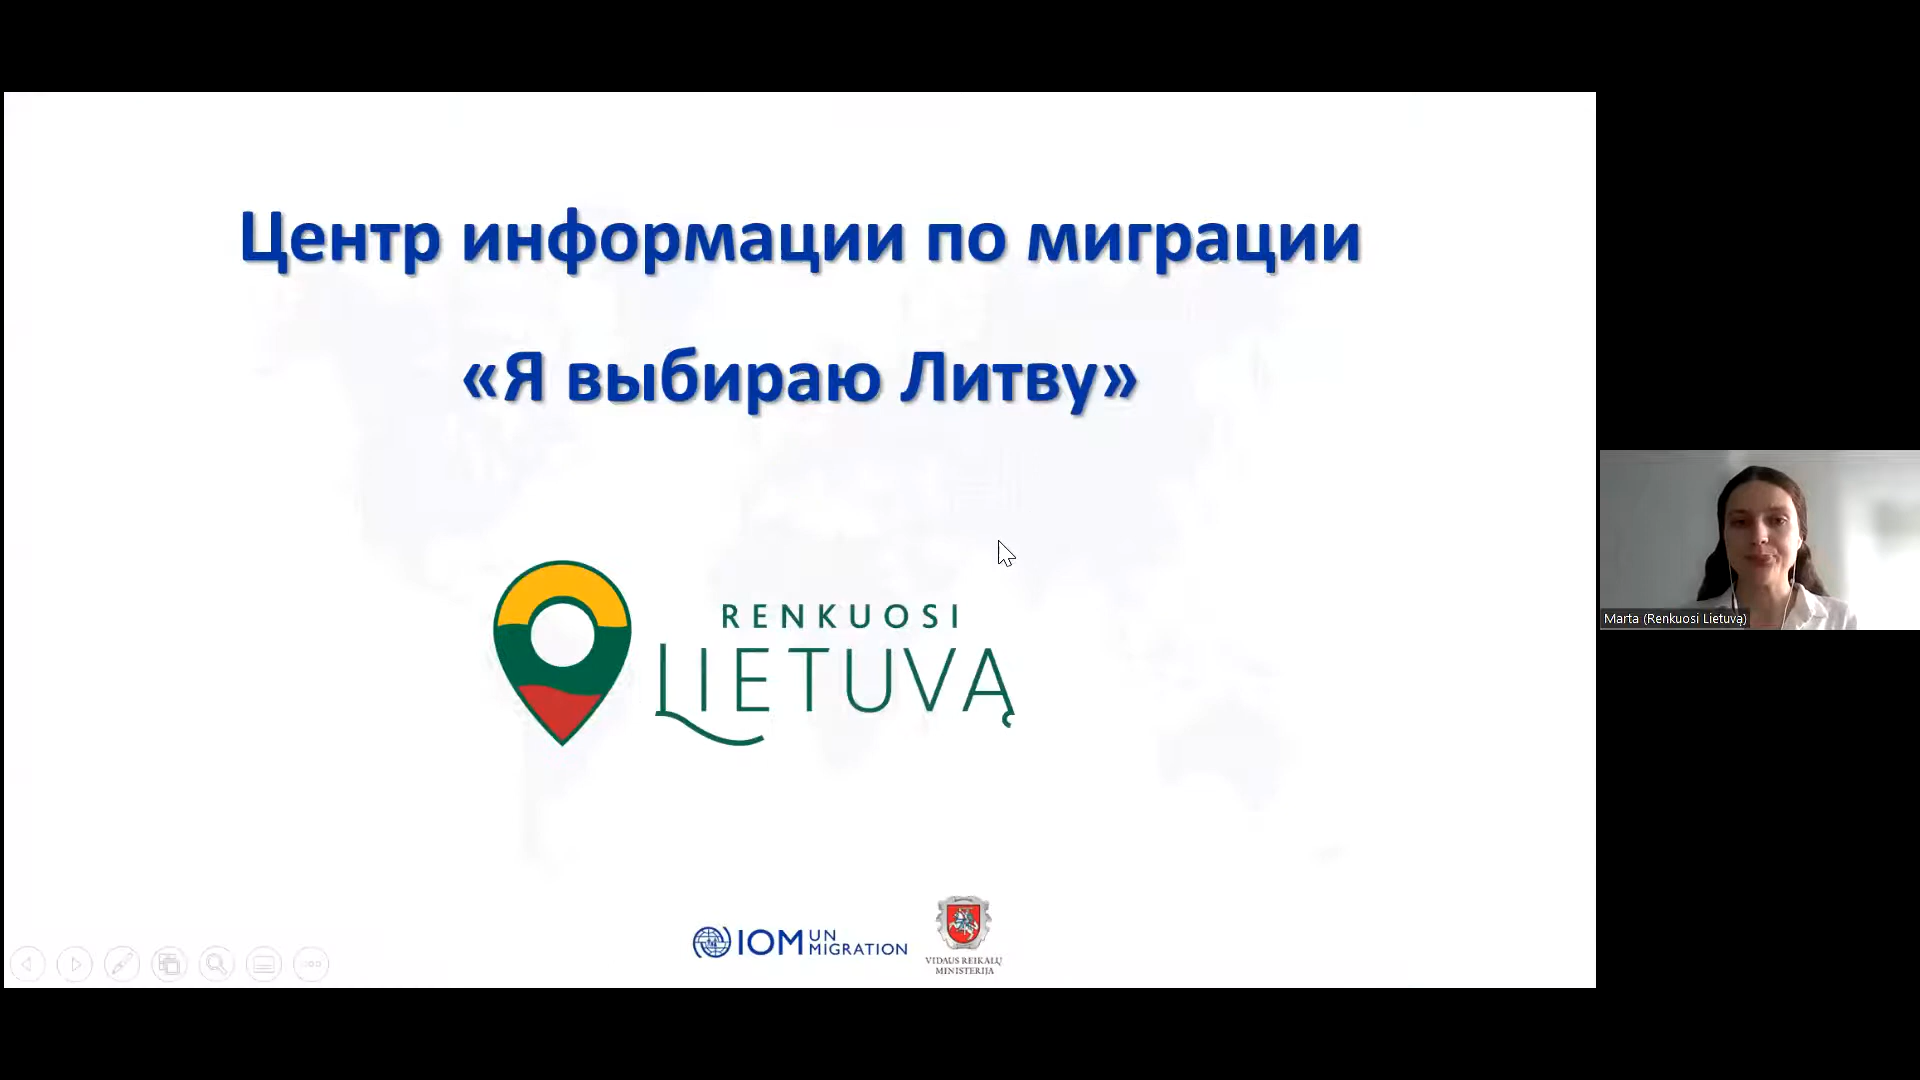 Центр информации по миграции
«Я выбираю Литву»
RENKUOSI
LIETUVĄ
IOM UN
MIGRATION
VIDAUS REIKALŲ
MINISTERIJA
Marta (Renkuosi Lietuvą)